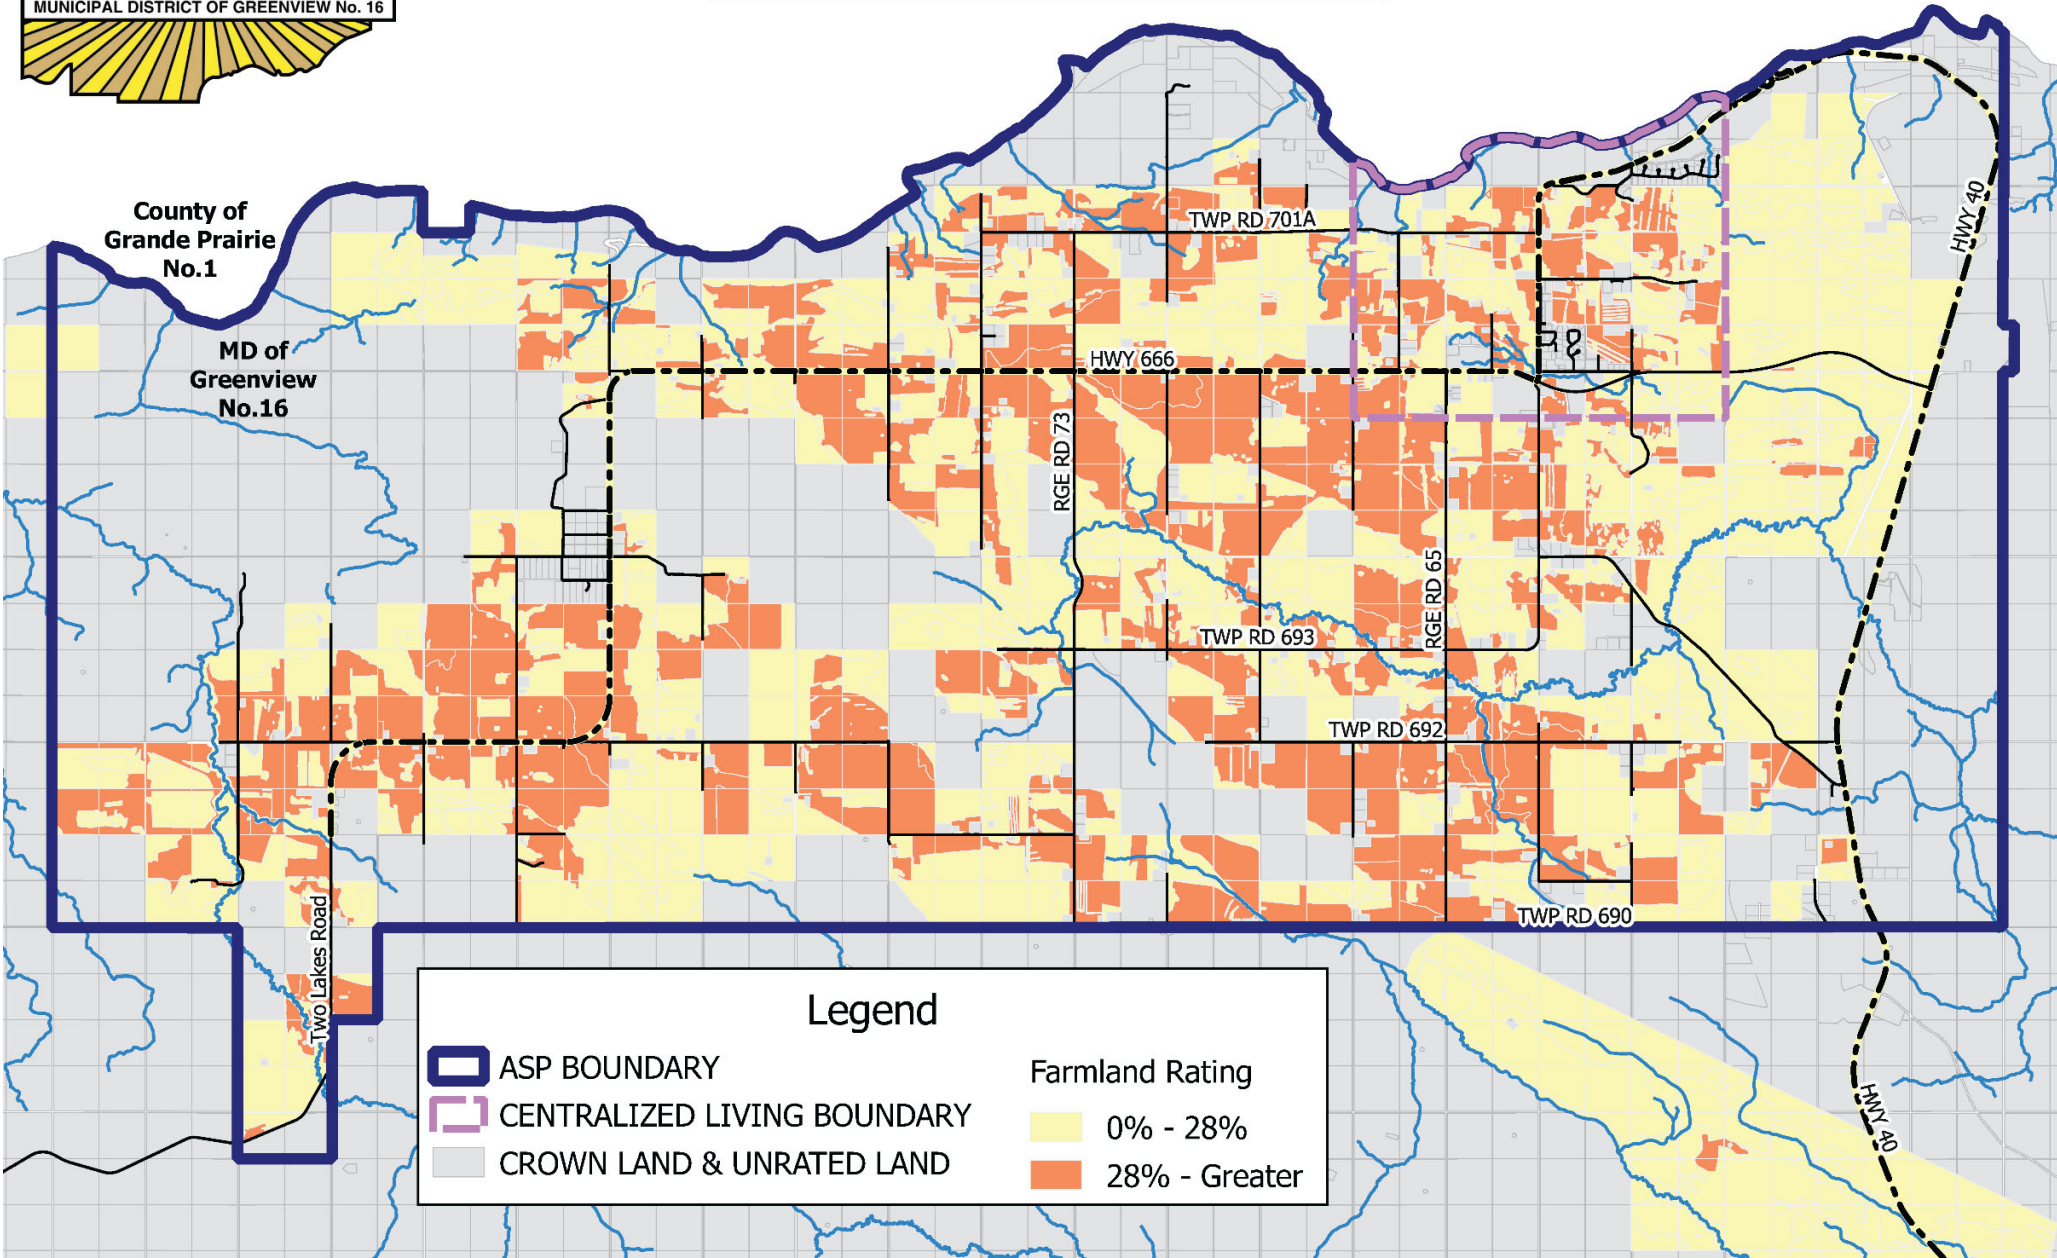 MUNICIPAL DISTRICT OF GREENVIEW No. 16
County of
Grande Prairie
No.1
MD of
Greenview
No.16
TWP RD 701A
HWY 40
HWY 666
RGE RD 73
RGE RD 65
TWP RD 693
TWP RD 692
TWP RD 690
Two Lakes Road
HWY 40
Legend
ASP BOUNDARY
CENTRALIZED LIVING BOUNDARY
CROWN LAND & UNRATED LAND
Farmland Rating
0% - 28%
28% - Greater